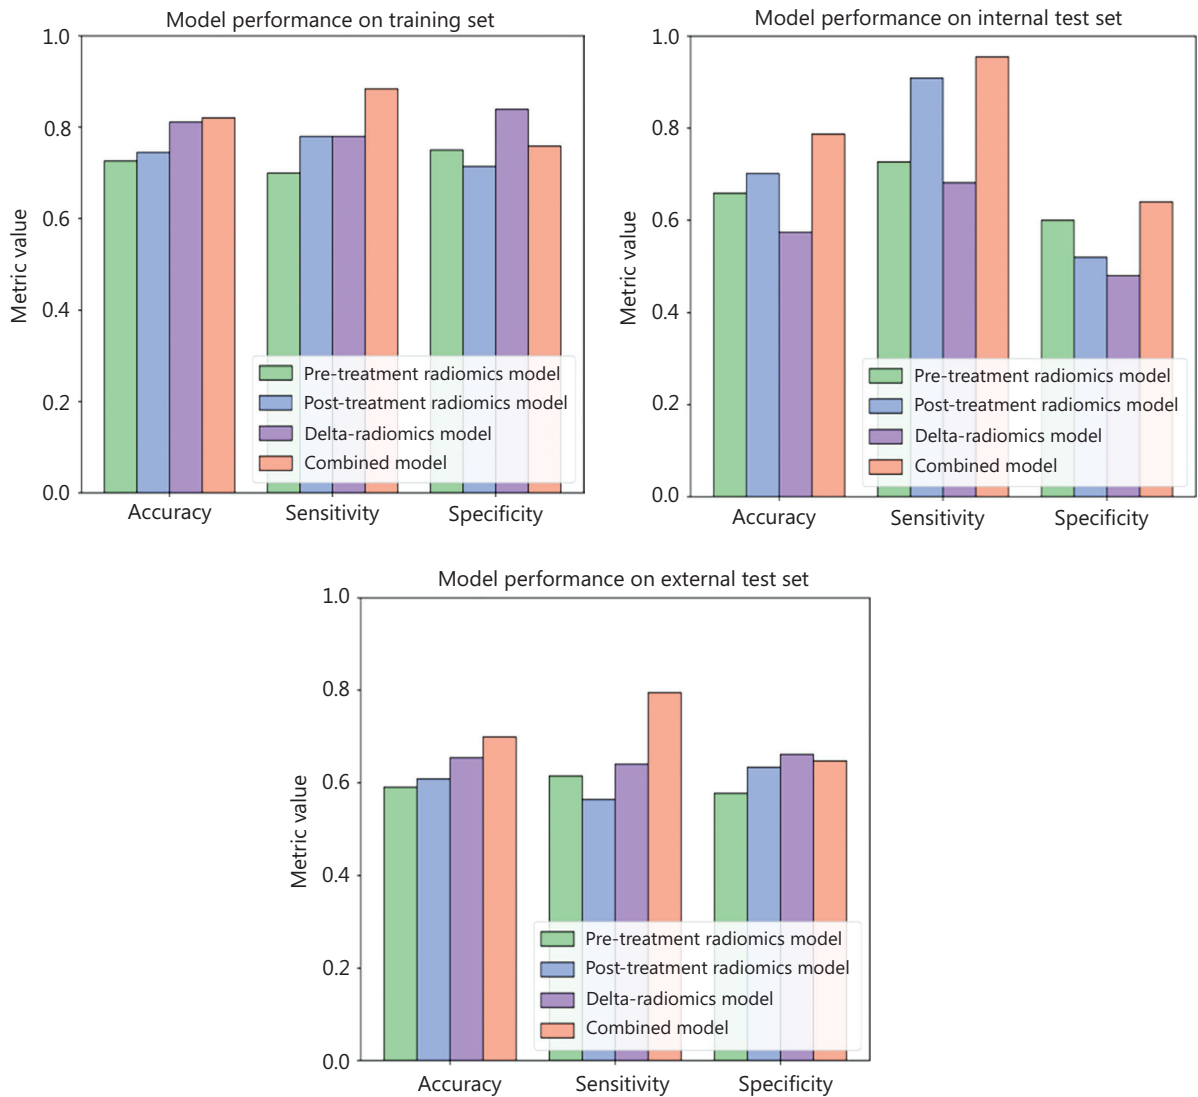 Model performance on training set
1.0
0.8
0.6
0.4
0.2
0.0
Metric value
Pre-treatment radiomics model
Post-treatment radiomics model
Delta-radiomics model
Combined model
Accuracy
Sensitivity
Specificity
Model performance on internal test set
1.0
0.8
0.6
0.4
0.2
0.0
Metric value
Pre-treatment radiomics model
Post-treatment radiomics model
Delta-radiomics model
Combined model
Accuracy
Sensitivity
Specificity
Model performance on external test set
1.0
0.8
0.6
0.4
0.2
0.0
Metric value
Pre-treatment radiomics model
Post-treatment radiomics model
Delta-radiomics model
Combined model
Accuracy
Sensitivity
Specificity